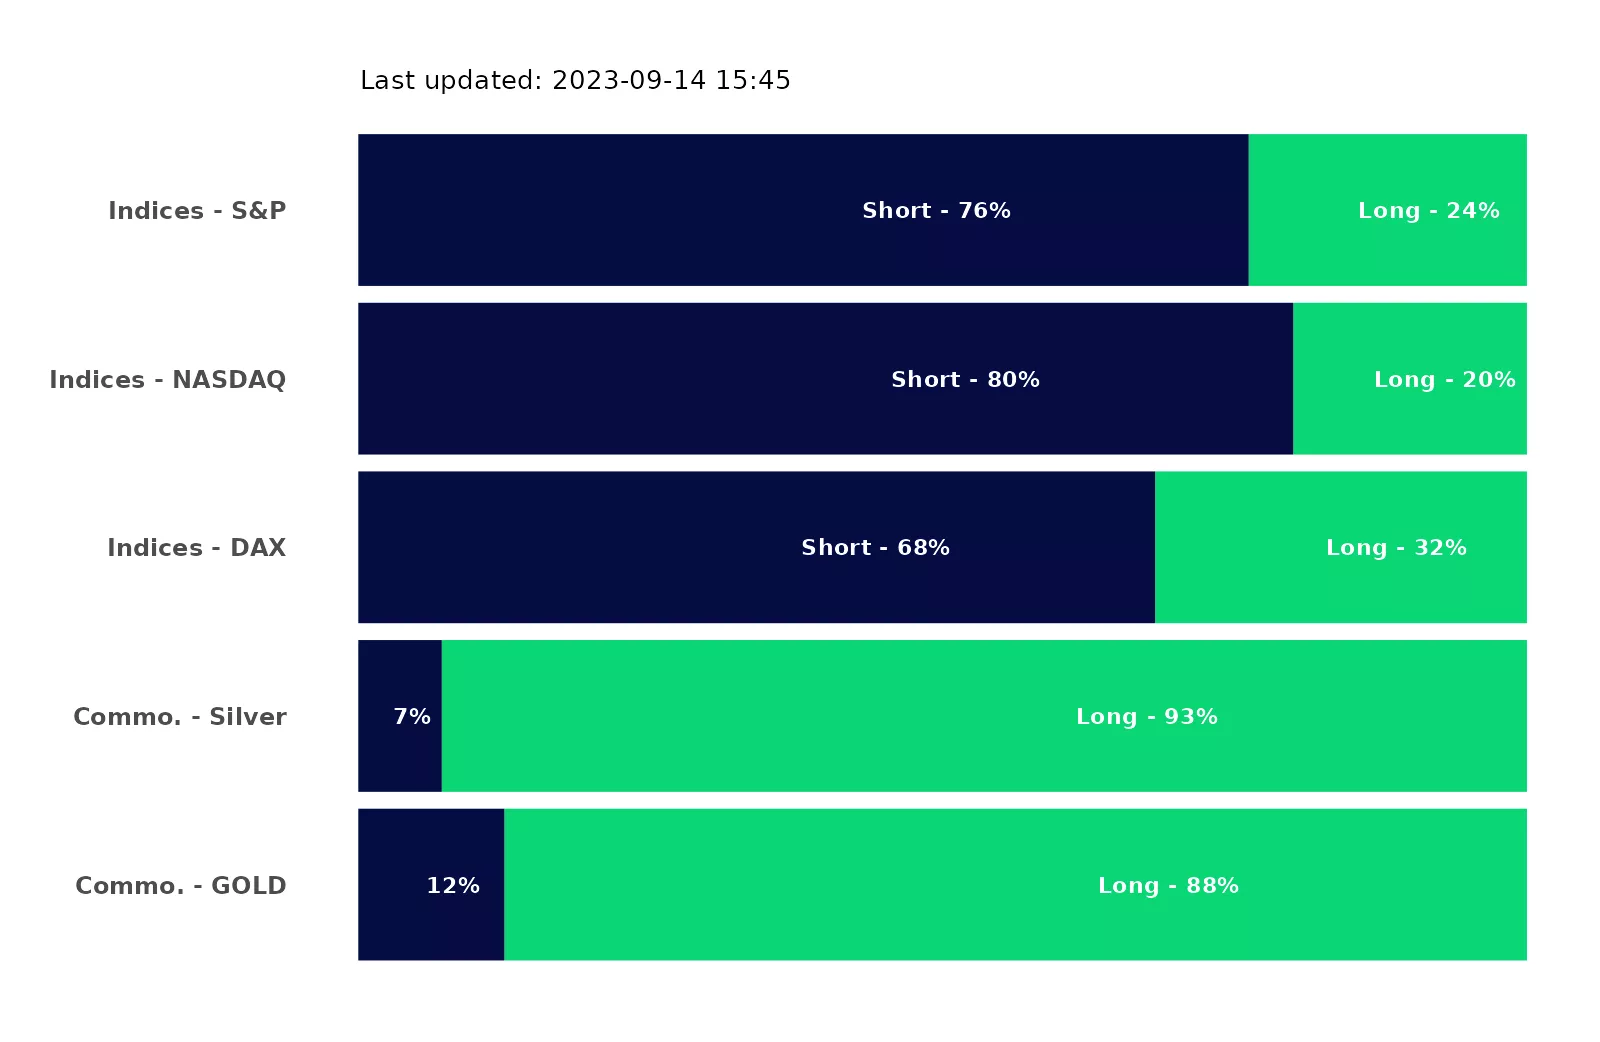 Last updated: 2023-09-14 15:45
Indices - S&P Short - 76% Long - 24%
Indices - NASDAQ Short - 80% Long - 20%
Indices - DAX Short - 68% Long - 32%
Commo. - Silver 7% Long - 93%
Commo. - GOLD 12% Long - 88%